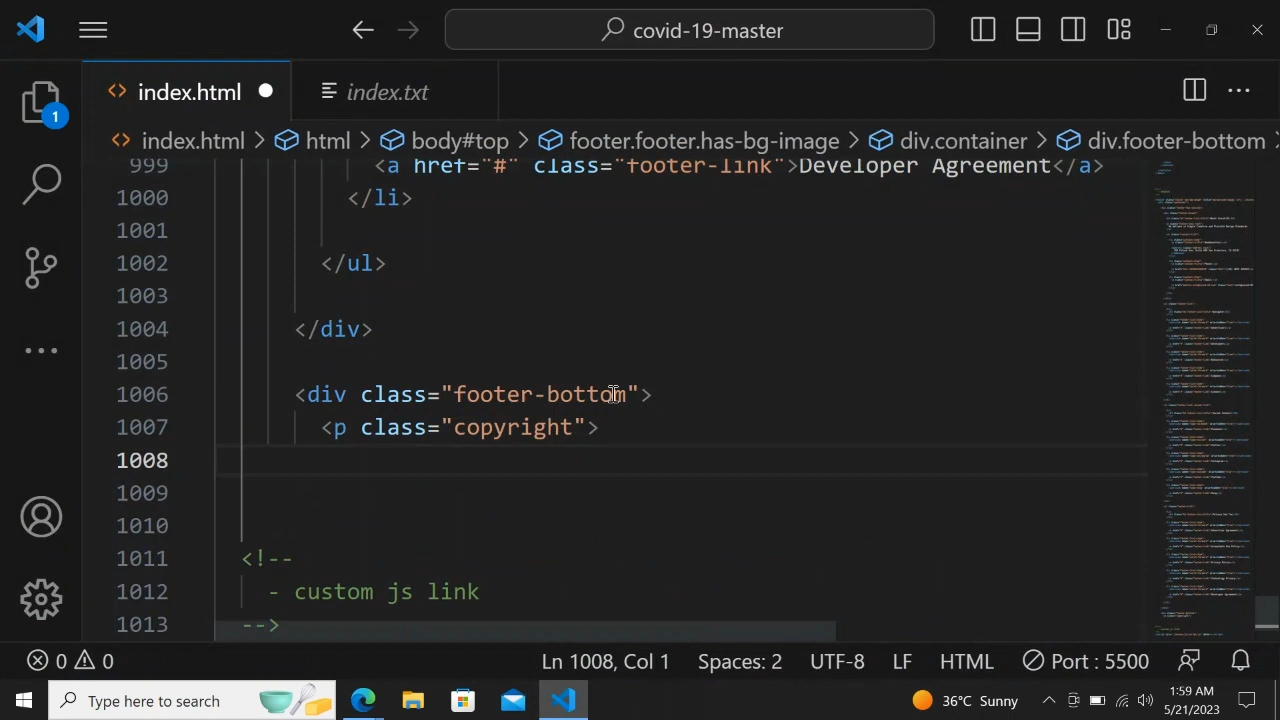 covid-19-master
index.html
index.txt
index.html > html > body#top > footer.footer.has-bg-image > div.container > div.footer-bottom >
1
999 <a href="#" class="footer-link">Developer Agreement</a>
1000 </li>
1001
1002 </ul>
1003
1004 </div>
1005
1006 <div class="footer-bottom">
1007 <p class="copyright">
1008
1009
1010
1011 <!--
1012 - custom js link
1013 -->
0 0 Ln 1008, Col 1 Spaces: 2 UTF-8 LF HTML Port : 5500
Type here to search
36°C Sunny
1:59 AM
5/21/2023